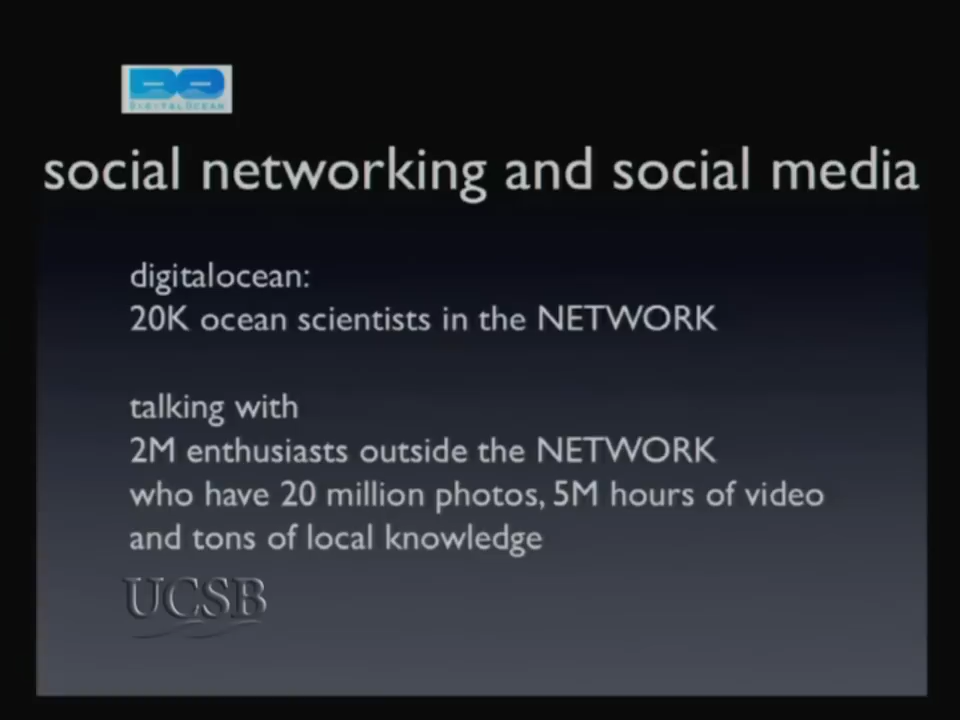 DIGITALOCEAN
social networking and social media
digitalocean:
20K ocean scientists in the NETWORK
talking with
2M enthusiasts outside the NETWORK
who have 20 million photos, 5M hours of video
and tons of local knowledge
UCSB